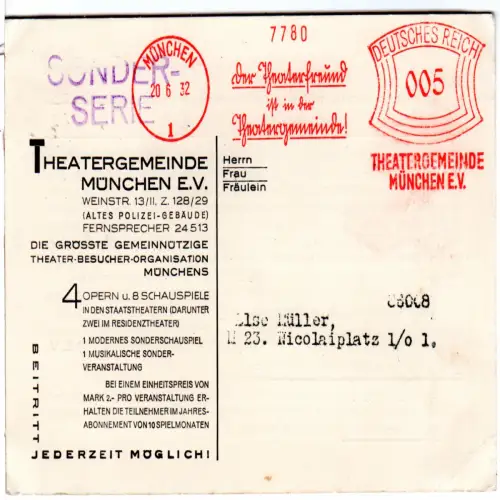 7780
SONDER-
SERIE
MÜNCHEN
20 6 32
1
Der Theaterfreund
ist in der
Theatergemeinde!
DEUTSCHES REICH
005
THEATERGEMEINDE
MÜNCHEN E.V.
THEATERGEMEINDE
MÜNCHEN E.V.
WEINSTR. 13/II. Z. 128/29
(ALTES POLIZEI-GEBÄUDE)
FERNSPRECHER 24513
DIE GRÖSSTE GEMEINNÜTZIGE
THEATER-BESUCHER-ORGANISATION
MÜNCHENS
4 OPERN u. 8 SCHAUSPIELE
IN DEN STAATSTHEATERN (DARUNTER
ZWEI IM RESIDENZTHEATER)
1 MODERNES SONDERSCHAUSPIEL
1 MUSIKALISCHE SONDER-
VERANSTALTUNG
BEI EINEM EINHEITSPREIS VON
MARK 2.- PRO VERANSTALTUNG ER-
HALTEN DIE TEILNEHMER IM JAHRES-
ABONNEMENT VON 10 SPIELMONATEN
BEITRITT
JEDERZEIT MÖGLICH!
Herrn
Frau
Fräulein
Else Müller,
M 23. Nicolaiplatz 1/o l.